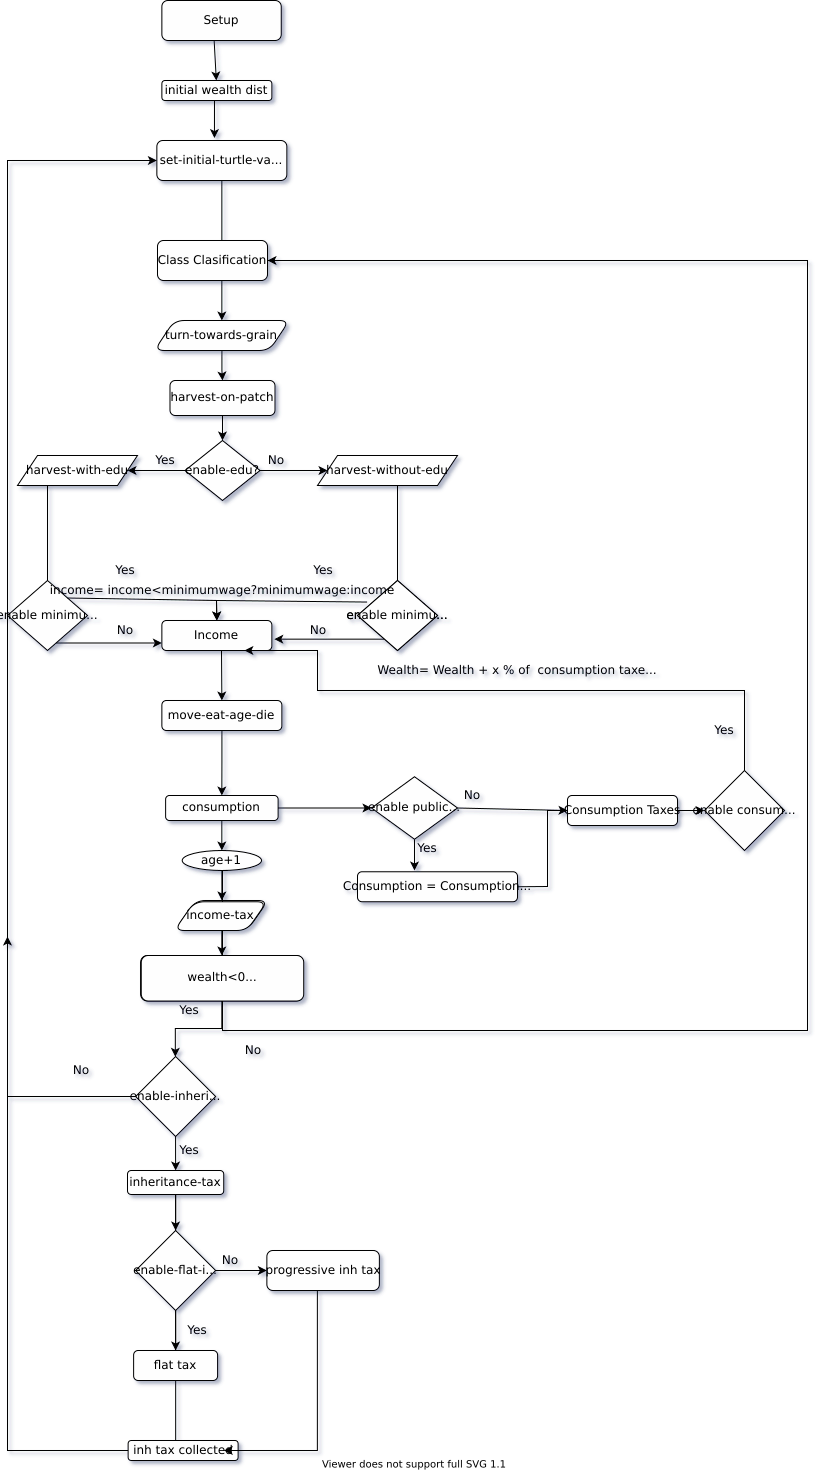 Setup
initial wealth dist
set-initial-turtle-va...
Class Clasification
turn-towards-grain
harvest-on-patch
harvest-with-edu
Yes
enable-edu?
No
harvest-without-edu
Yes
Yes
income= income<minimumwage?minimumwage:income
enable minimu...
enable minimu...
No
Income
No
Wealth= Wealth + x % of consumption taxe...
move-eat-age-die
Yes
consumption
enable public...
No
Consumption Taxes
enable consum...
Yes
age+1
Consumption = Consumption...
income-tax
wealth<0...
Yes
No
No
enable-inheri...
Yes
inheritance-tax
enable-flat-i...
No
progressive inh tax
Yes
flat tax
inh tax collected
Viewer does not support full SVG 1.1